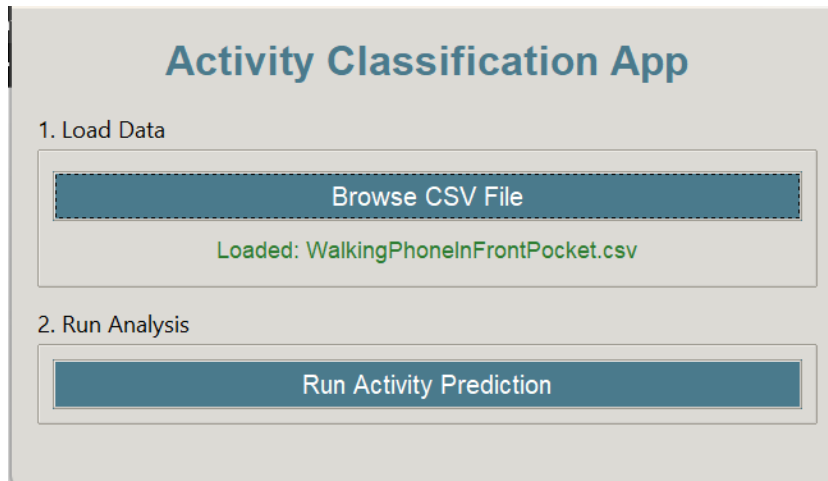 Activity Classification App
1. Load Data
Browse CSV File
Loaded: WalkingPhoneInFrontPocket.csv
2. Run Analysis
Run Activity Prediction